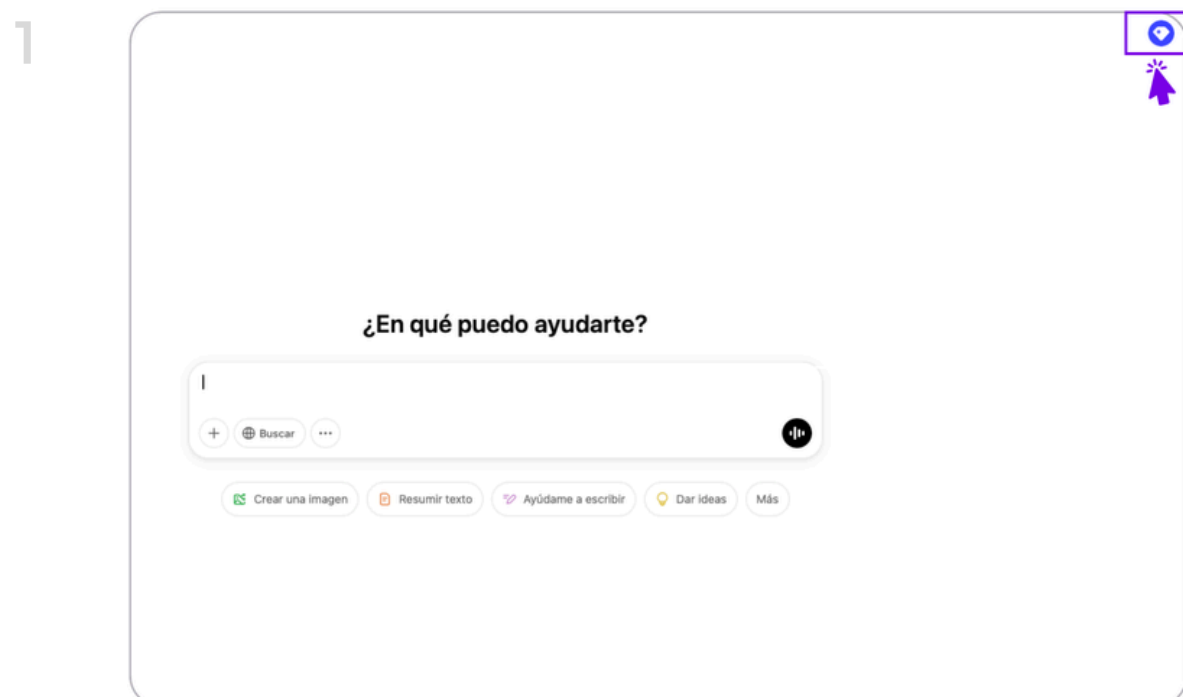 1
¿En qué puedo ayudarte?
Buscar
Crear una imagen
Resumir texto
Ayúdame a escribir
Dar ideas
Más